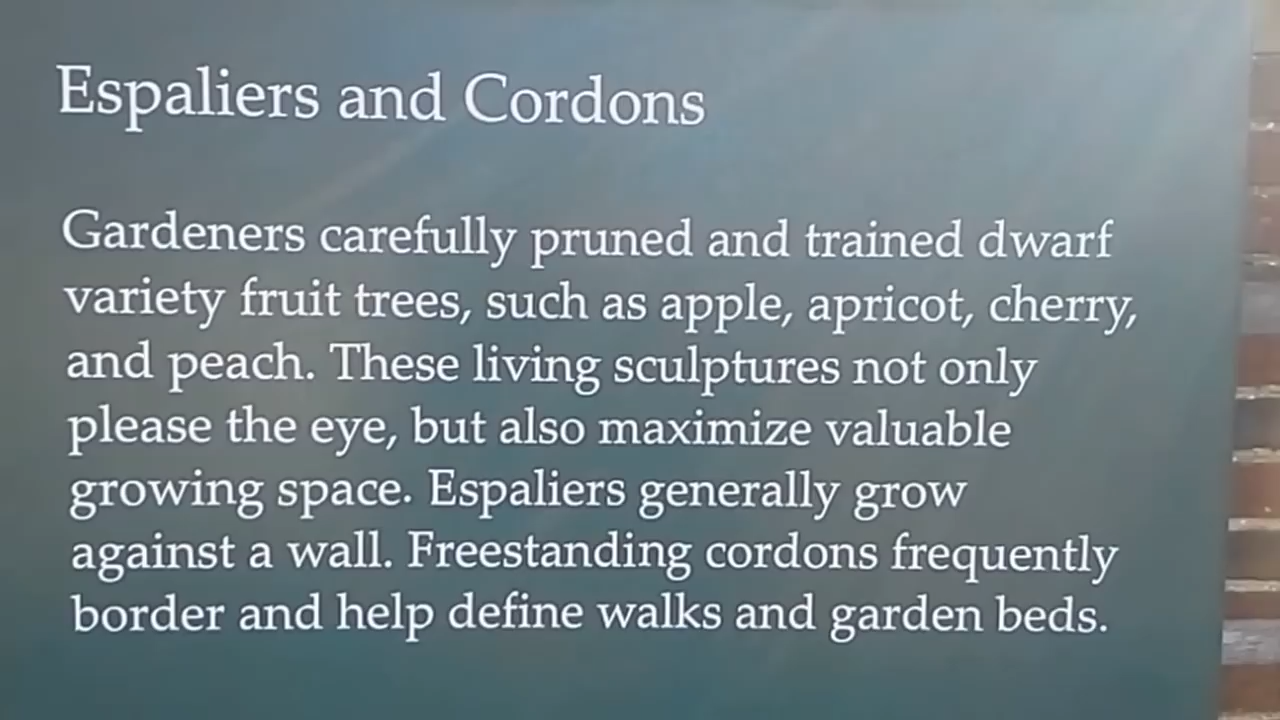 Espaliers and Cordons
Gardeners carefully pruned and trained dwarf
variety fruit trees, such as apple, apricot, cherry,
and peach. These living sculptures not only
please the eye, but also maximize valuable
growing space. Espaliers generally grow
against a wall. Freestanding cordons frequently
border and help define walks and garden beds.